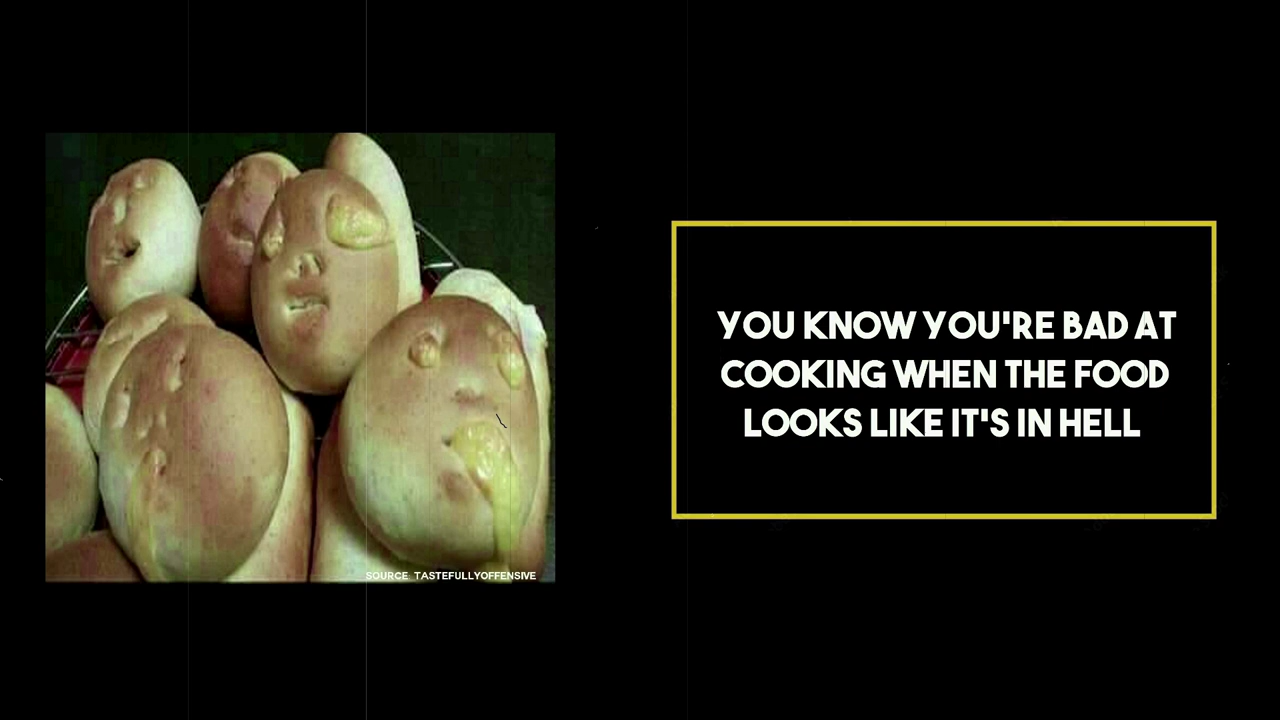 YOU KNOW YOU'RE BAD AT
COOKING WHEN THE FOOD
LOOKS LIKE IT'S IN HELL
SOURCE: TASTEFULLYOFFENSIVE